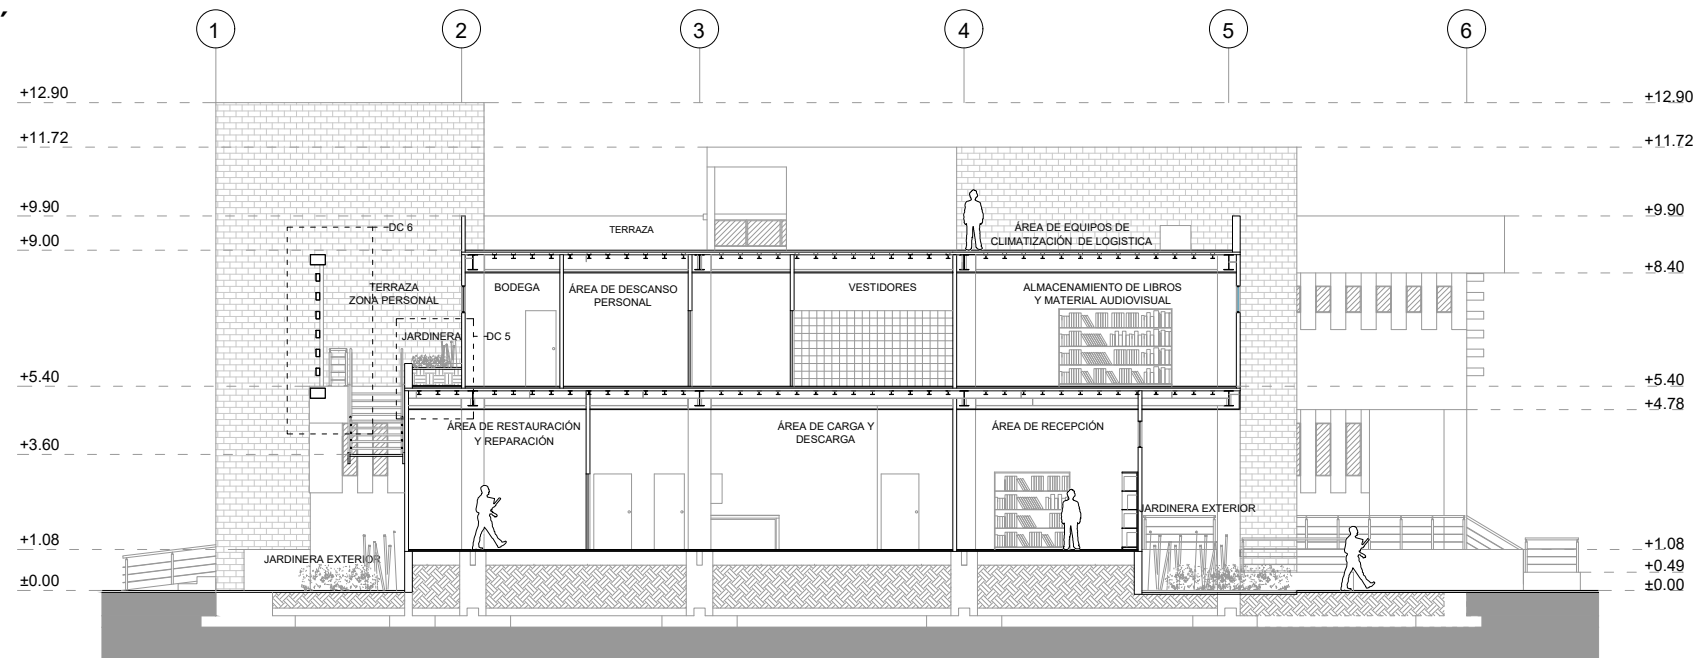 1 2 3 4 5 6
+12.90 +12.90
+11.72 +11.72
+9.90 +9.90
DC 6
TERRAZA
ÁREA DE EQUIPOS DE
CLIMATIZACIÓN DE LOGISTICA
+9.00
+8.40
TERRAZA
ZONA PERSONAL
BODEGA
ÁREA DE DESCANSO
PERSONAL
VESTIDORES
ALMACENAMIENTO DE LIBROS
Y MATERIAL AUDIOVISUAL
JARDINERA
DC 5
+5.40 +5.40
+4.78
ÁREA DE RESTAURACIÓN
Y REPARACIÓN
ÁREA DE CARGA Y
DESCARGA
ÁREA DE RECEPCIÓN
+3.60
JARDINERA EXTERIOR
+1.08 +1.08
JARDINERA EXTERIOR
+0.49
±0.00 ±0.00